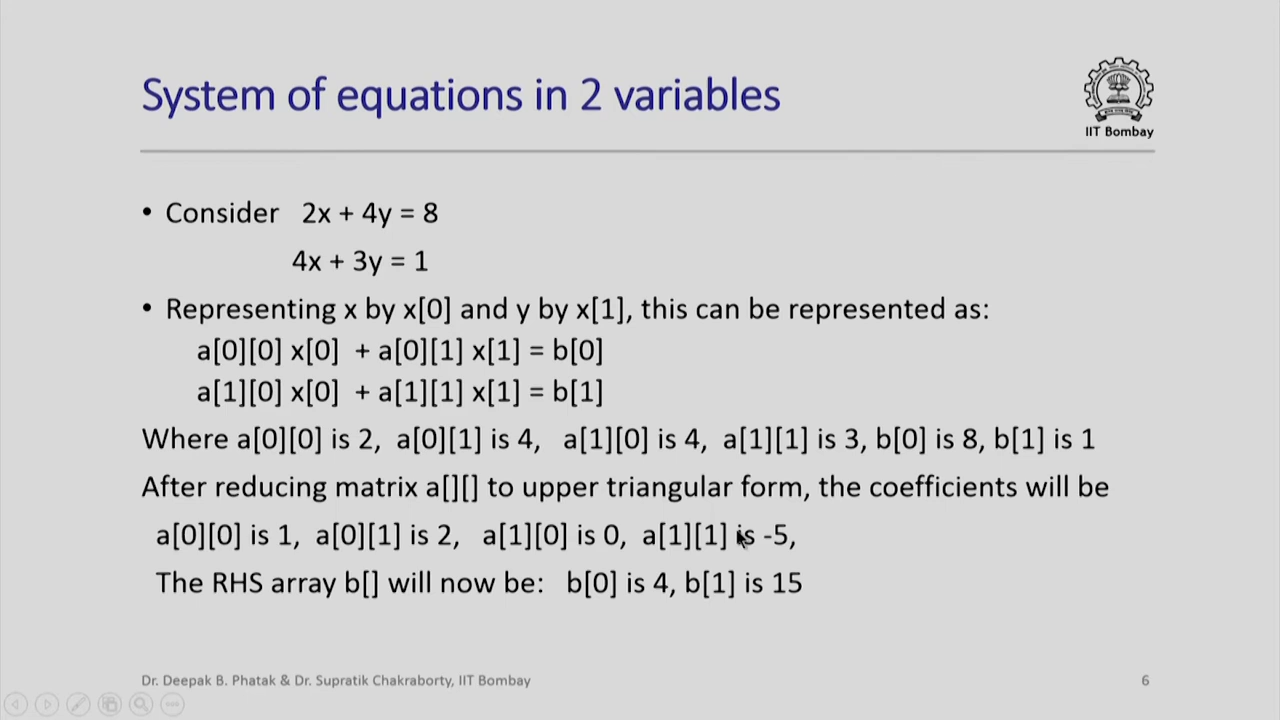 System of equations in 2 variables
IIT Bombay
• Consider 2x + 4y = 8
4x + 3y = 1
• Representing x by x[0] and y by x[1], this can be represented as:
a[0][0] x[0] + a[0][1] x[1] = b[0]
a[1][0] x[0] + a[1][1] x[1] = b[1]
Where a[0][0] is 2, a[0][1] is 4, a[1][0] is 4, a[1][1] is 3, b[0] is 8, b[1] is 1
After reducing matrix a[][] to upper triangular form, the coefficients will be
a[0][0] is 1, a[0][1] is 2, a[1][0] is 0, a[1][1] is -5,
The RHS array b[] will now be: b[0] is 4, b[1] is 15
Dr. Deepak B. Phatak & Dr. Supratik Chakraborty, IIT Bombay
6